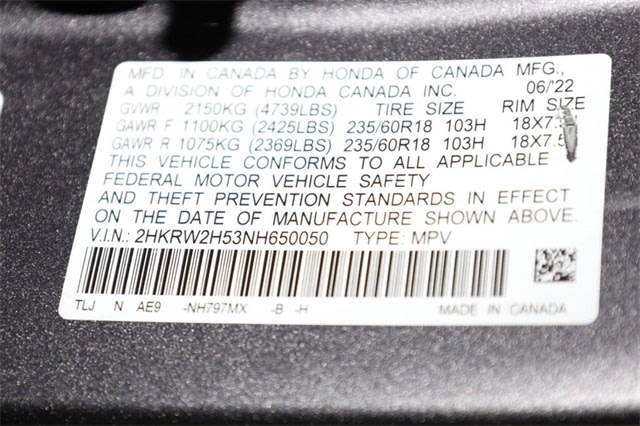 MFD. IN CANADA BY HONDA OF CANADA MFG.,
A DIVISION OF HONDA CANADA INC. 06/'22
GVWR 2150KG (4739LBS) TIRE SIZE RIM SIZE
GAWR F 1100KG (2425LBS) 235/60R18 103H 18X7.
GAWR R 1075KG (2369LBS) 235/60R18 103H 18X7.5
THIS VEHICLE CONFORMS TO ALL APPLICABLE
FEDERAL MOTOR VEHICLE SAFETY
AND THEFT PREVENTION STANDARDS IN EFFECT
ON THE DATE OF MANUFACTURE SHOWN ABOVE.
V.I.N.: 2HKRW2H53NH650050 TYPE: MPV
TLJ N AE9 -NH797MX -B -H MADE IN CANADA